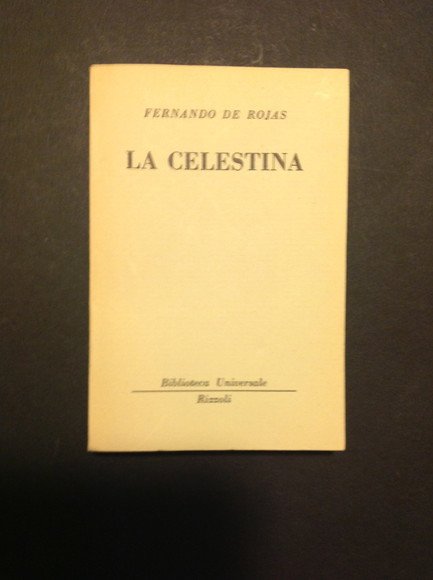 FERNANDO DE ROJAS
LA CELESTINA
Biblioteca Universale
Rizzoli